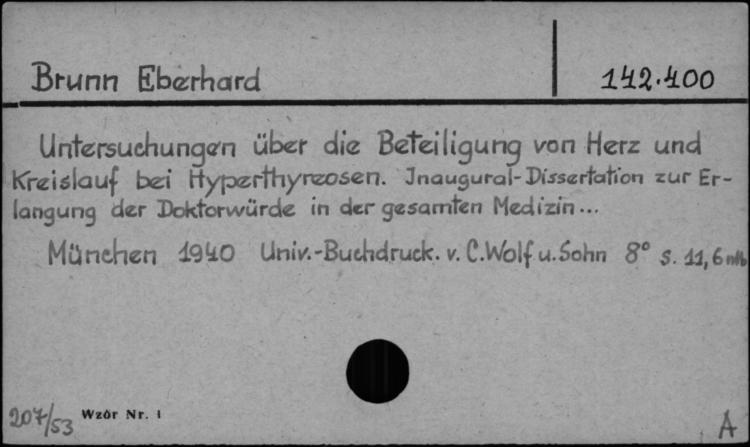 Brunn Eberhard 142.400
Untersuchungen über die Beteiligung von Herz und
Kreislauf bei Hyperthyreosen. Inaugural-Dissertation zur Er-
langung der Doktorwürde in der gesamten Medizin...
München 1940 Univ.-Buchdruck. v. C. Wolf u. Sohn 8° S. 11, 6 nlb
207/53 Wzór Nr. 1 A